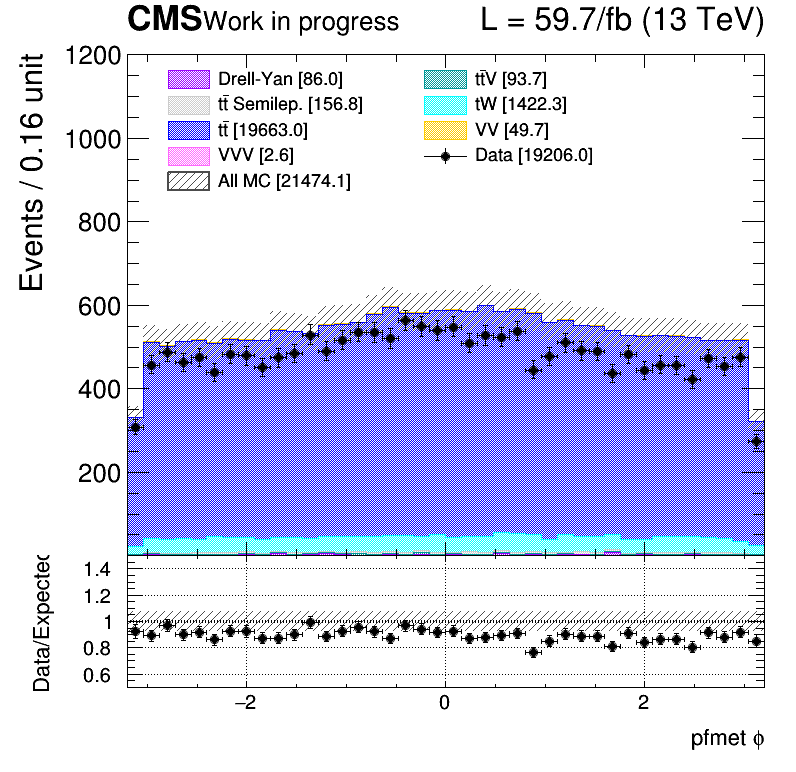 CMS Work in progress L = 59.7/fb (13 TeV)
Events / 0.16 unit
1200
1000
800
600
400
200
Drell-Yan [86.0]
tt̄ Semilep. [156.8]
tt̄ [19663.0]
VVV [2.6]
All MC [21474.1]
tt̄V [93.7]
tW [1422.3]
VV [49.7]
Data [19206.0]
Data/Expected
1.4
1.2
1
0.8
0.6
−2 0 2
pfmet ϕ